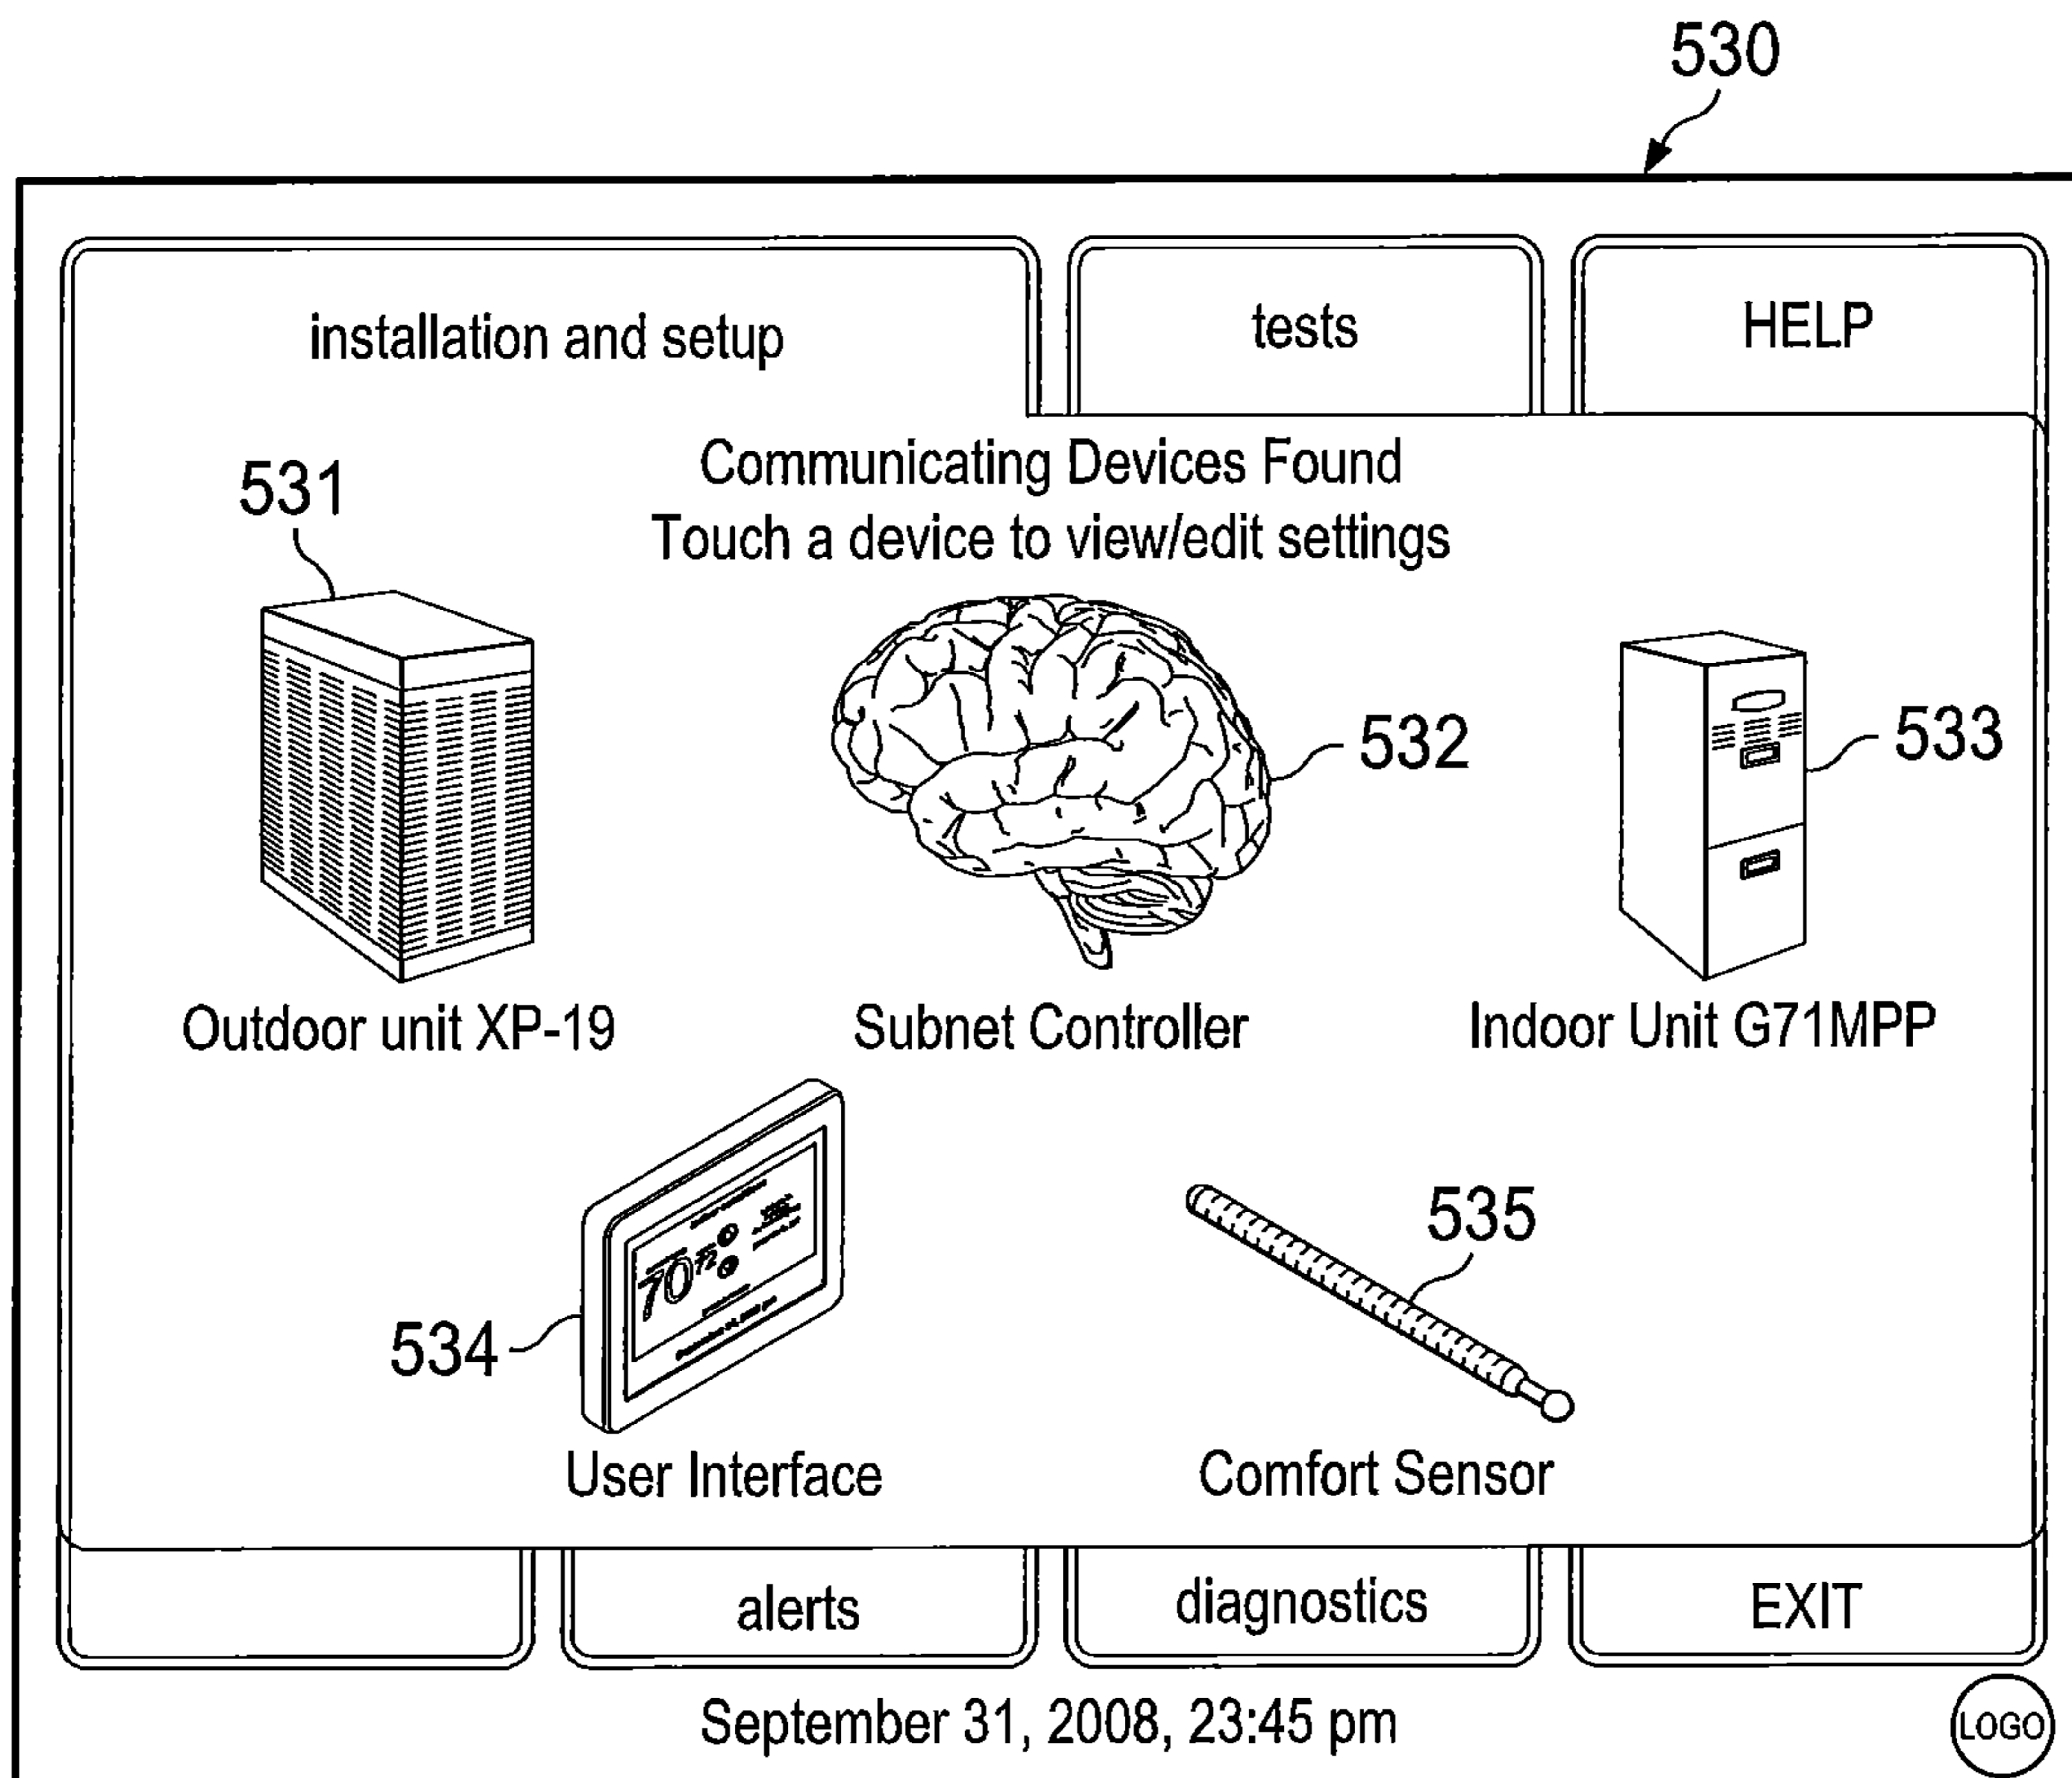 530
installation and setup
tests
HELP
Communicating Devices Found
Touch a device to view/edit settings
531
532
533
Outdoor unit XP-19
Subnet Controller
Indoor Unit G71MPP
70
72
534
535
User Interface
Comfort Sensor
alerts
diagnostics
EXIT
September 31, 2008, 23:45 pm
LOGO